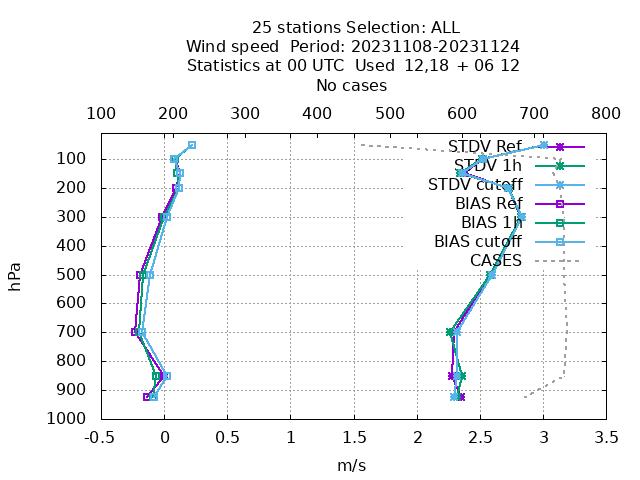 25 stations Selection: ALL
Wind speed  Period: 20231108-20231124
Statistics at 00 UTC  Used  12,18 + 06 12
No cases
100 200 300 400 500 600 700 800
STDV Ref
STDV 1h
STDV cutoff
BIAS Ref
BIAS 1h
BIAS cutoff
CASES
hPa
100
200
300
400
500
600
700
800
900
1000
-0.5 0 0.5 1 1.5 2 2.5 3 3.5
m/s